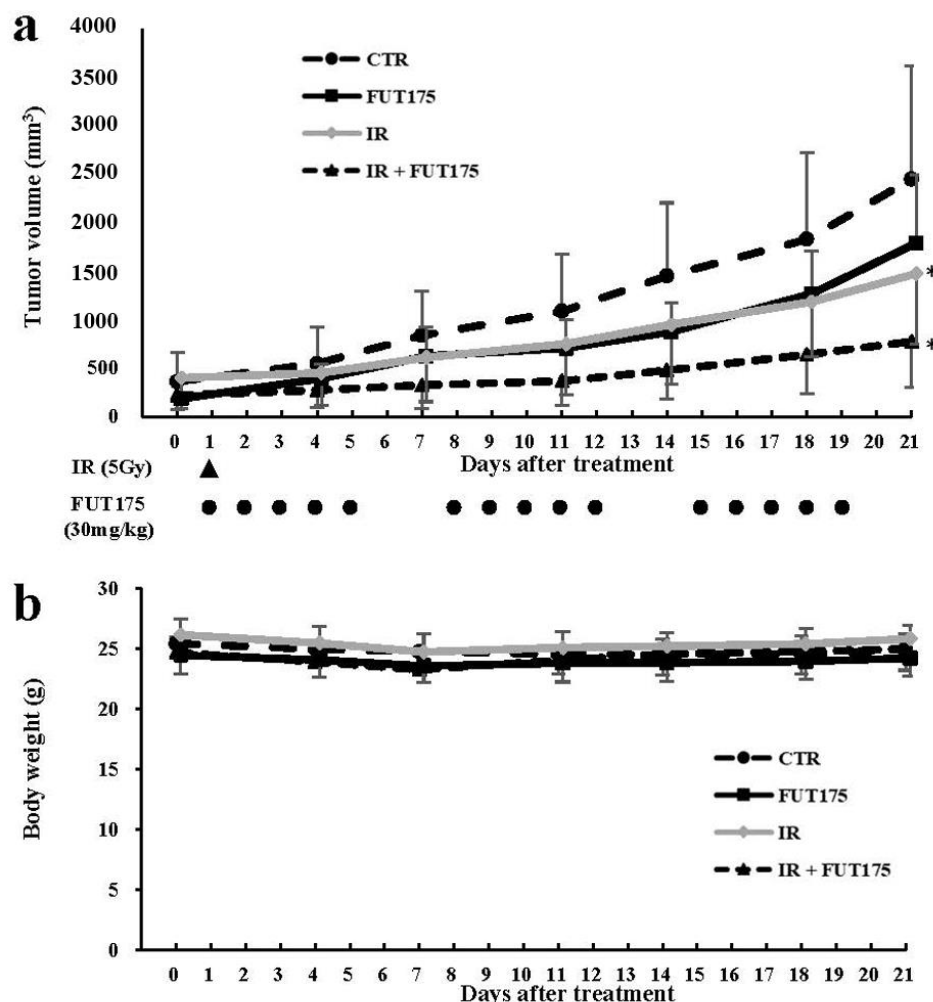 a
4000
3500
3000
2500
2000
1500
1000
500
0
Tumor volume (mm³)
CTR
FUT175
IR
IR + FUT175
*
*
0 1 2 3 4 5 6 7 8 9 10 11 12 13 14 15 16 17 18 19 20 21
Days after treatment
IR (5Gy)
FUT175
(30mg/kg)
b
30
25
20
15
10
5
0
Body weight (g)
CTR
FUT175
IR
IR + FUT175
0 1 2 3 4 5 6 7 8 9 10 11 12 13 14 15 16 17 18 19 20 21
Days after treatment